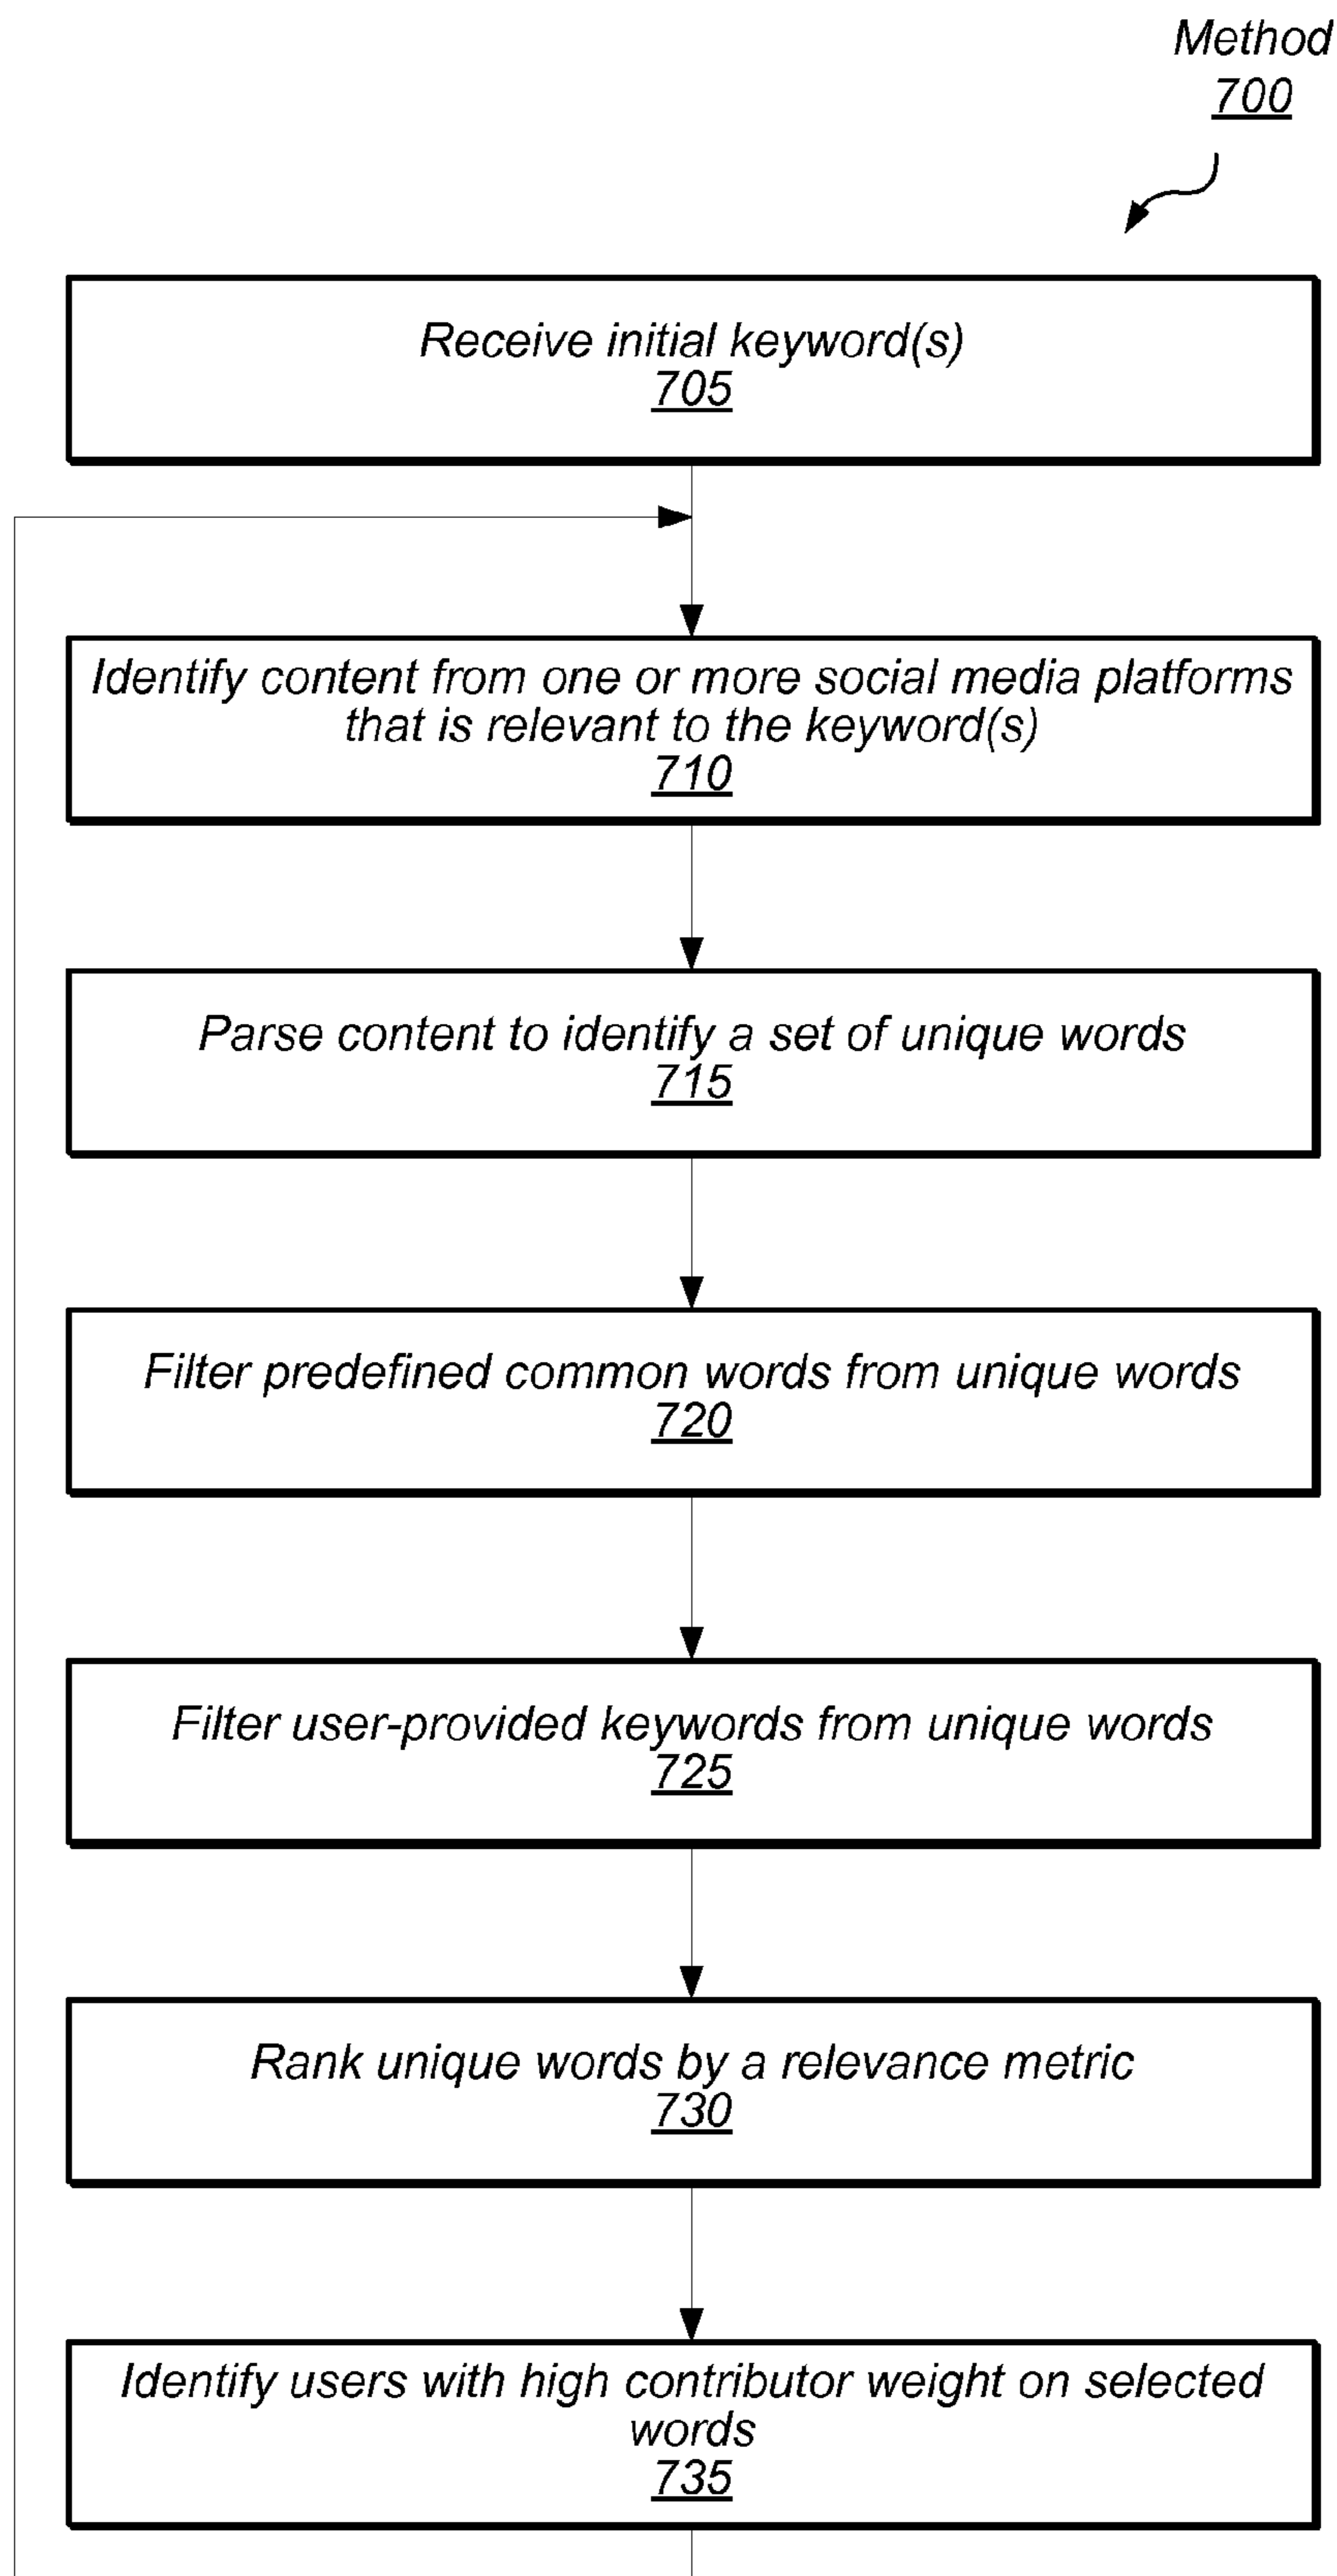 Method
700
Receive initial keyword(s)
705
Identify content from one or more social media platforms
that is relevant to the keyword(s)
710
Parse content to identify a set of unique words
715
Filter predefined common words from unique words
720
Filter user-provided keywords from unique words
725
Rank unique words by a relevance metric
730
Identify users with high contributor weight on selected
words
735